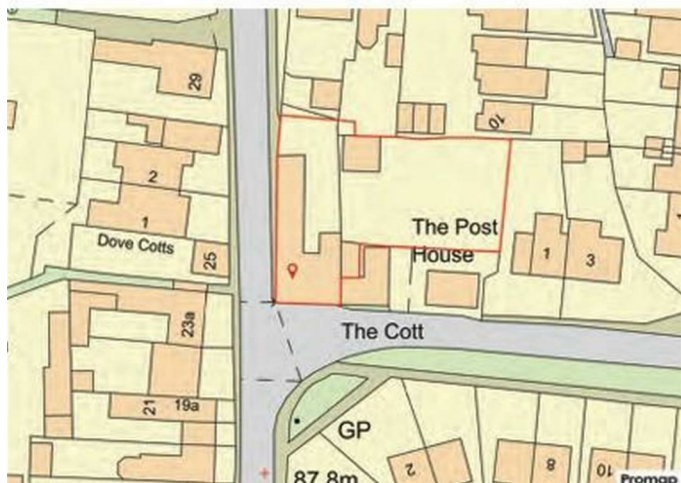 29
10
2
1
Dove Cotts
25
The Post
House
1
3
23a
The Cott
21
19a
GP
87.8m
2
8
10
Promap